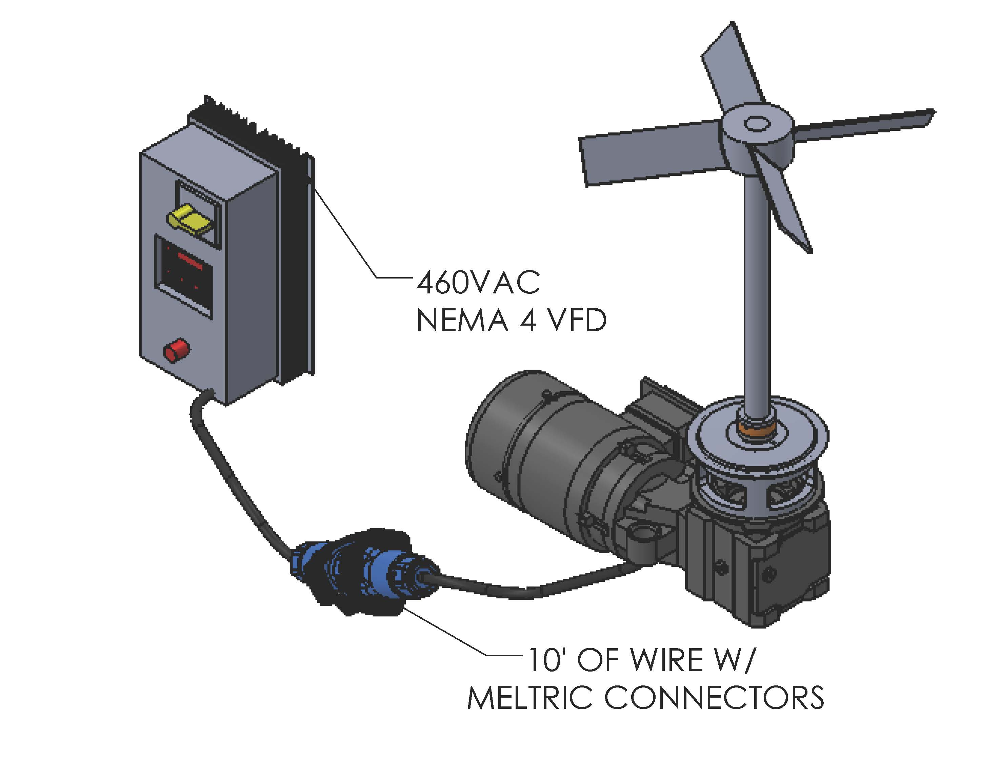 460VAC
NEMA 4 VFD
10' OF WIRE W/
MELTRIC CONNECTORS